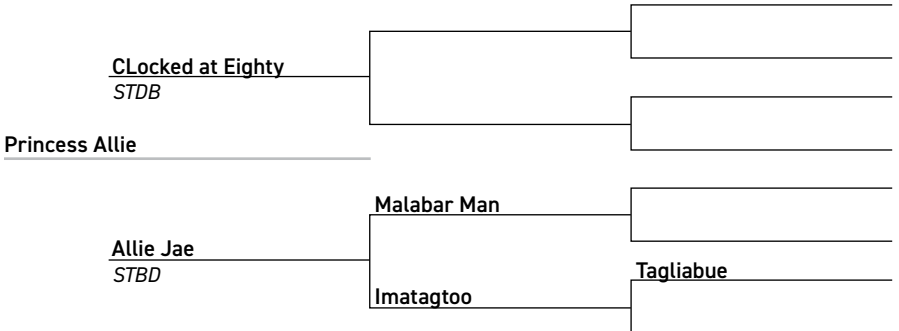 CLocked at Eighty
STDB
Princess Allie
Malabar Man
Allie Jae
STBD
Tagliabue
Imatagtoo